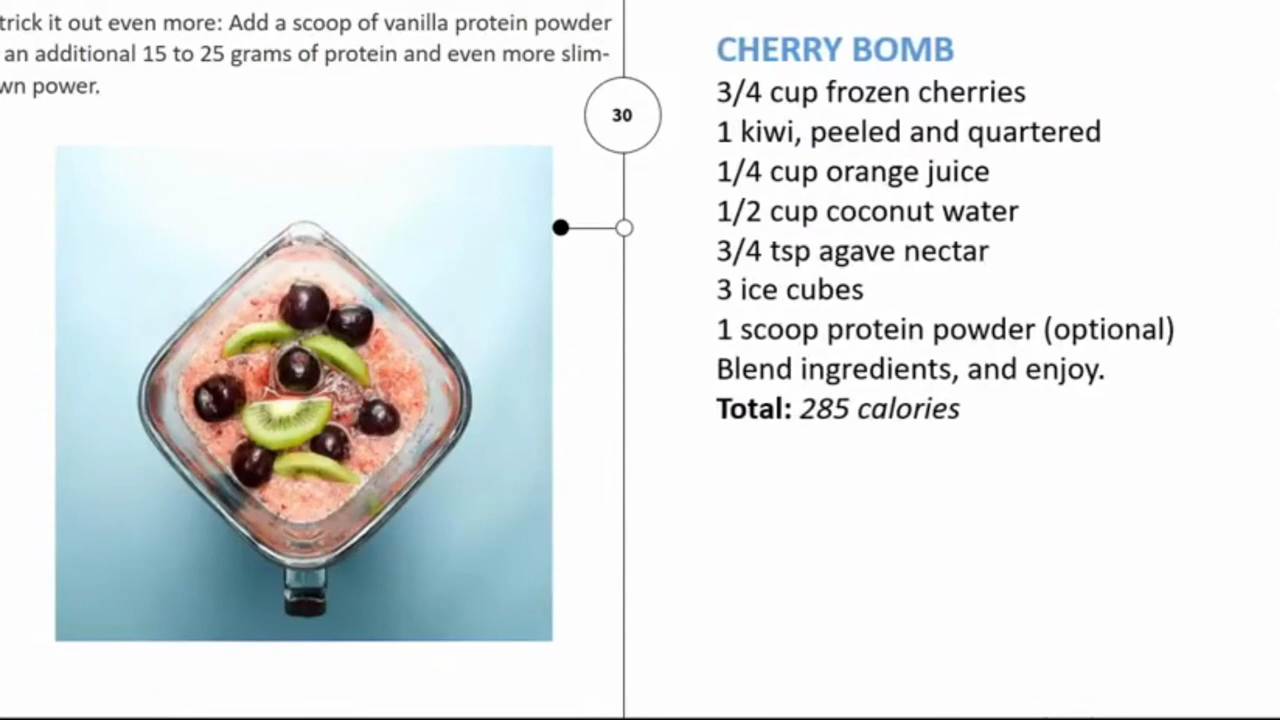 trick it out even more: Add a scoop of vanilla protein powder
an additional 15 to 25 grams of protein and even more slim-
wn power.
30
CHERRY BOMB
3/4 cup frozen cherries
1 kiwi, peeled and quartered
1/4 cup orange juice
1/2 cup coconut water
3/4 tsp agave nectar
3 ice cubes
1 scoop protein powder (optional)
Blend ingredients, and enjoy.
Total: 285 calories